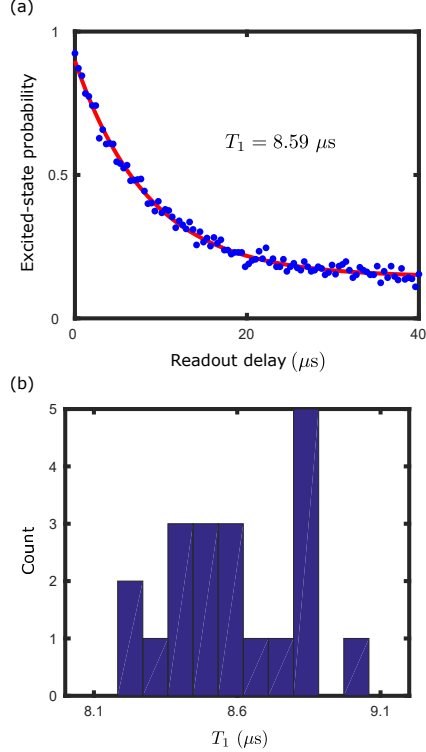 (a)
1
0.5
0
Excited-state probability
T₁ = 8.59 μs
0 20 40
Readout delay (μs)
(b)
5
4
3
2
1
0
Count
8.1 8.6 9.1
T₁ (μs)